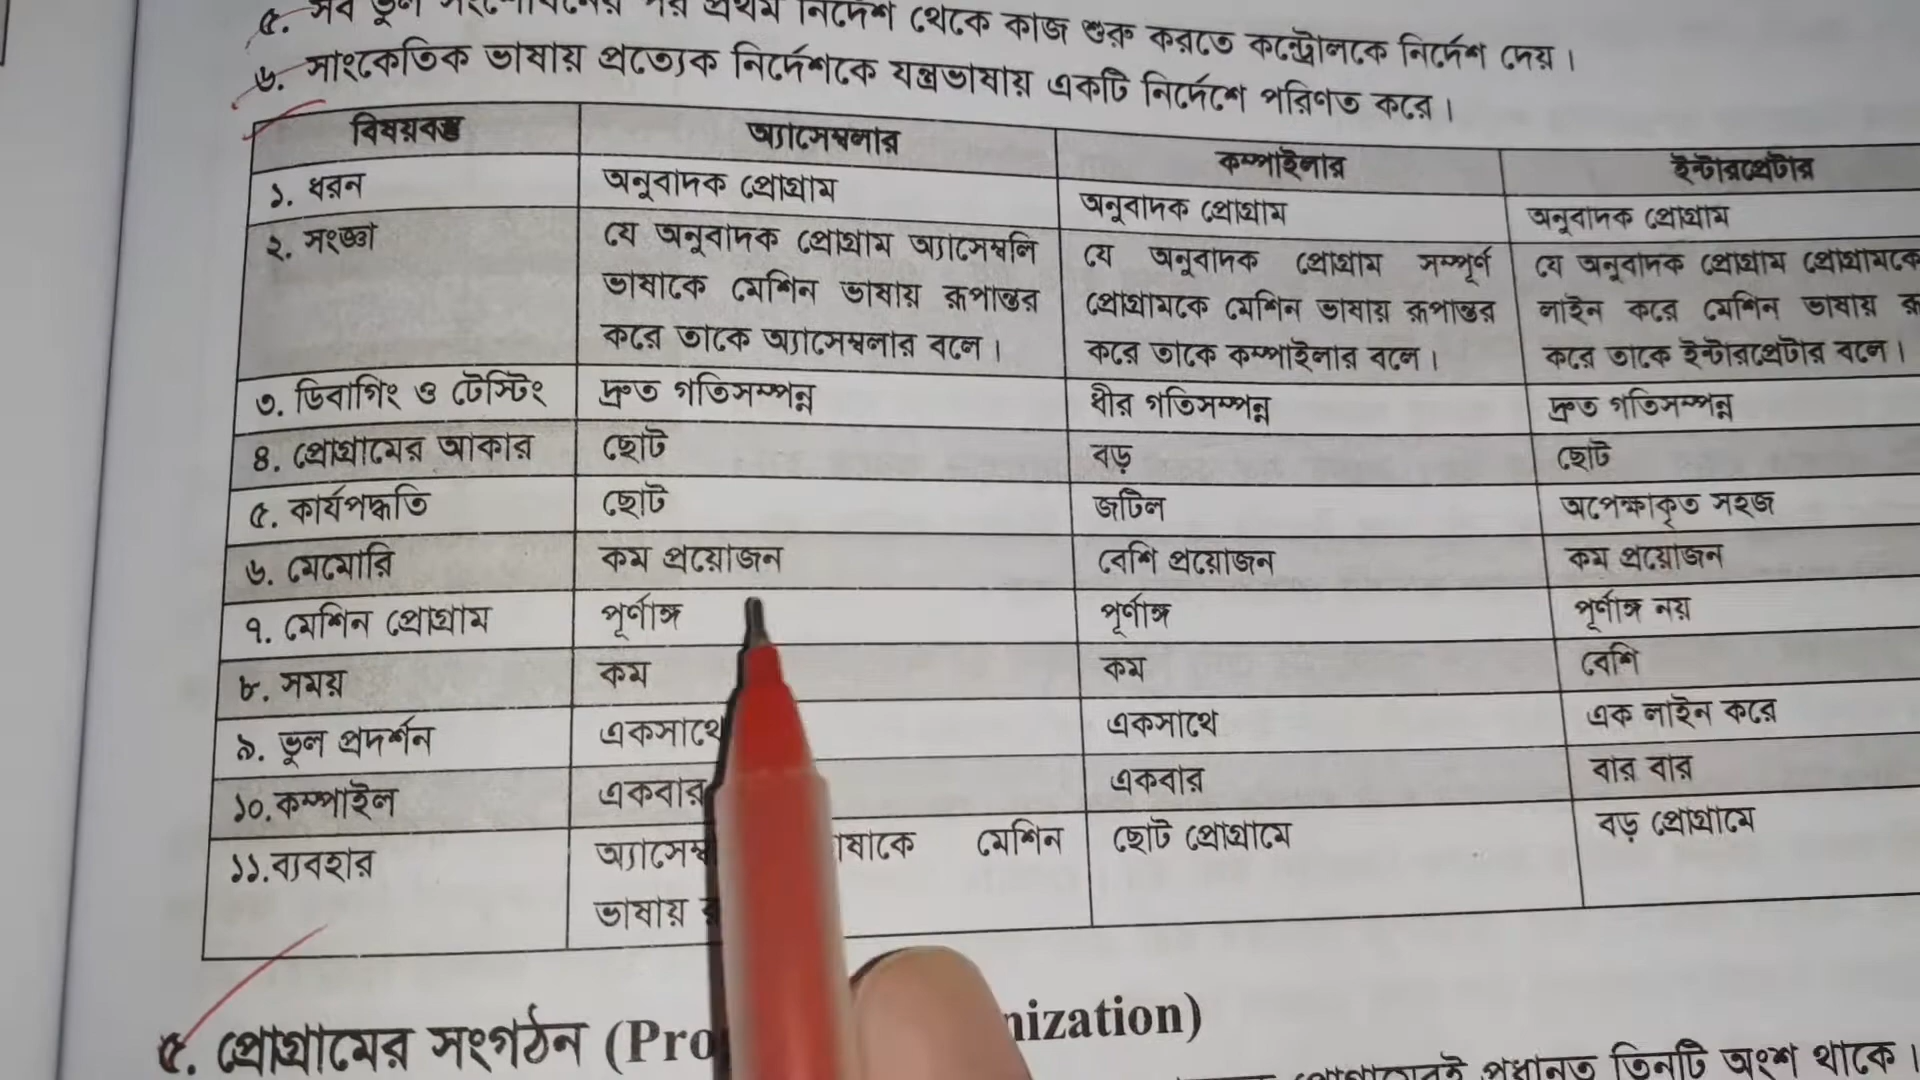 ৫. সব ভুল সংশোধনের পর প্রথম নির্দেশ থেকে কাজ শুরু করতে কন্ট্রোলকে নির্দেশ দেয়।
৬. সাংকেতিক ভাষায় প্রত্যেক নির্দেশকে যন্ত্রভাষায় একটি নির্দেশে পরিণত করে।
বিষয়বস্তু অ্যাসেম্বলার কম্পাইলার ইন্টারপ্রেটার
১. ধরন অনুবাদক প্রোগ্রাম অনুবাদক প্রোগ্রাম অনুবাদক প্রোগ্রাম
২. সংজ্ঞা যে অনুবাদক প্রোগ্রাম অ্যাসেম্বলি যে অনুবাদক প্রোগ্রাম সম্পূর্ণ যে অনুবাদক প্রোগ্রাম প্রোগ্রামকে
ভাষাকে মেশিন ভাষায় রূপান্তর প্রোগ্রামকে মেশিন ভাষায় রূপান্তর লাইন করে মেশিন ভাষায়
করে তাকে অ্যাসেম্বলার বলে। করে তাকে কম্পাইলার বলে। করে তাকে ইন্টারপ্রেটার বলে।
৩. ডিবাগিং ও টেস্টিং দ্রুত গতিসম্পন্ন ধীর গতিসম্পন্ন দ্রুত গতিসম্পন্ন
৪. প্রোগ্রামের আকার ছোট বড় ছোট
৫. কার্যপদ্ধতি ছোট জটিল অপেক্ষাকৃত সহজ
৬. মেমোরি কম প্রয়োজন বেশি প্রয়োজন কম প্রয়োজন
৭. মেশিন প্রোগ্রাম পূর্ণাঙ্গ পূর্ণাঙ্গ পূর্ণাঙ্গ নয়
৮. সময় কম কম বেশি
৯. ভুল প্রদর্শন একসাথে একসাথে এক লাইন করে
১০.কম্পাইল একবার একবার বার বার
১১.ব্যবহার মেশিন ছোট প্রোগ্রামে বড় প্রোগ্রামে
ভাষায়
৫. প্রোগ্রামের সংগঠন (Pro nization)
প্রধানত তিনটি অংশ থাকে।